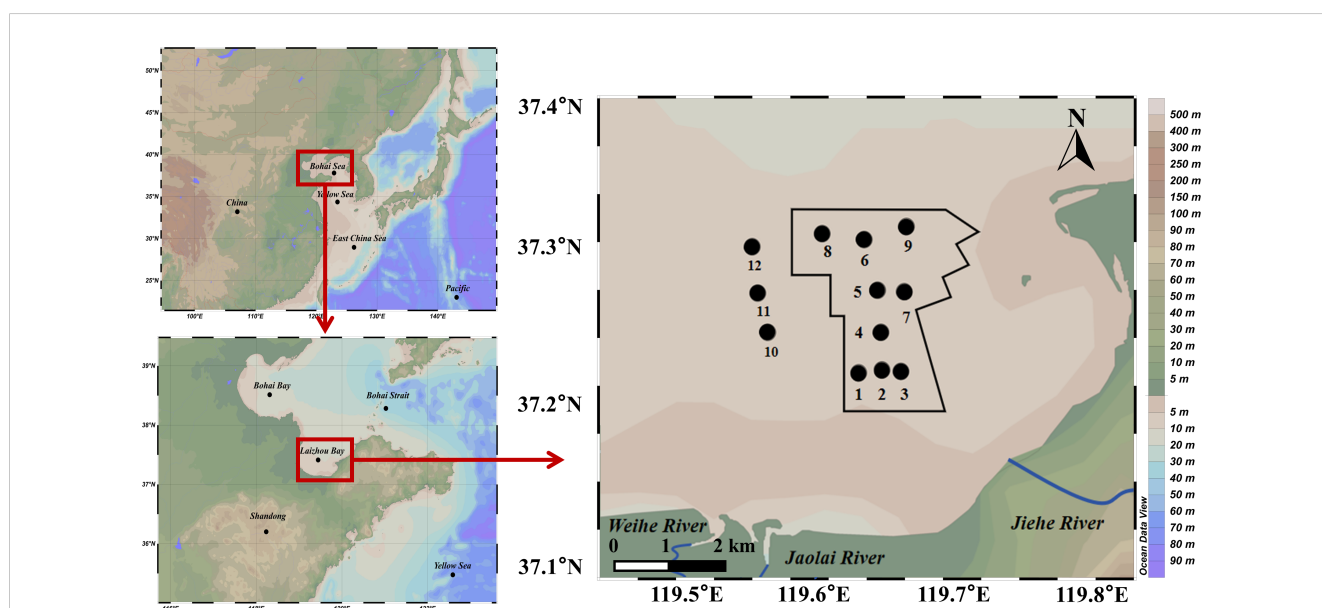 50°N
45°N
40°N
35°N
30°N
25°N
100°E
110°E
120°E
130°E
140°E
Bohai Sea
Yellow Sea
China
East China Sea
Pacific
39°N
38°N
37°N
36°N
Bohai Bay
Bohai Strait
Laizhou Bay
Shandong
Yellow Sea
37.4°N
37.3°N
37.2°N
37.1°N
N
8
6
9
12
5
7
11
4
10
1
2
3
Weihe River
0 1 2 km
Jaolai River
Jiehe River
119.5°E
119.6°E
119.7°E
119.8°E
500 m
400 m
300 m
250 m
200 m
150 m
100 m
90 m
80 m
70 m
60 m
50 m
40 m
30 m
20 m
10 m
5 m
5 m
10 m
20 m
30 m
40 m
50 m
60 m
70 m
80 m
90 m
Ocean Data View